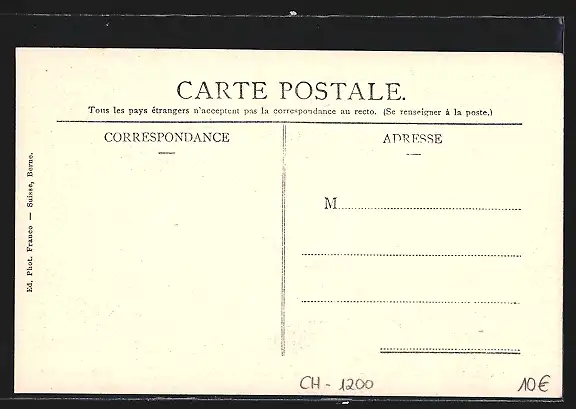 CARTE POSTALE.
Tous les pays étrangers n'acceptent pas la correspondance au recto. (Se renseigner à la poste.)
CORRESPONDANCE
ADRESSE
M
Ed. Phot. Franco — Suisse, Berne.
CH - 1200
10€